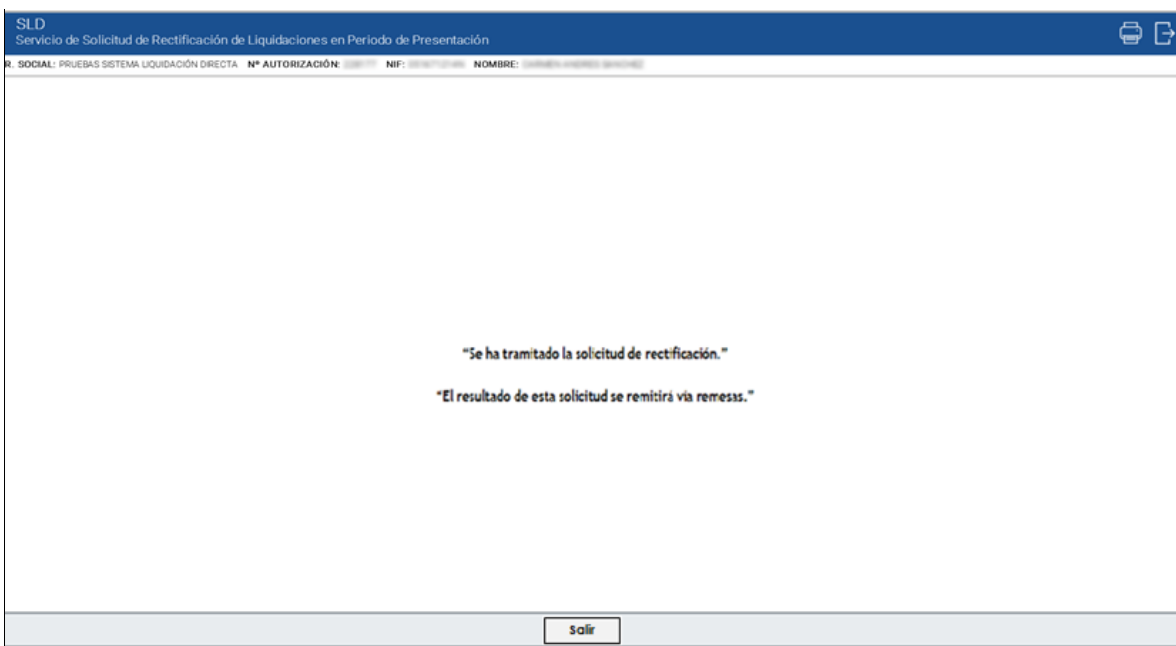 SLD
Servicio de Solicitud de Rectificación de Liquidaciones en Periodo de Presentación
R. SOCIAL: PRUEBAS SISTEMA LIQUIDACIÓN DIRECTA Nº AUTORIZACIÓN: NIF: NOMBRE:
“Se ha tramitado la solicitud de rectificación.”
“El resultado de esta solicitud se remitirá vía remesas.”
Salir